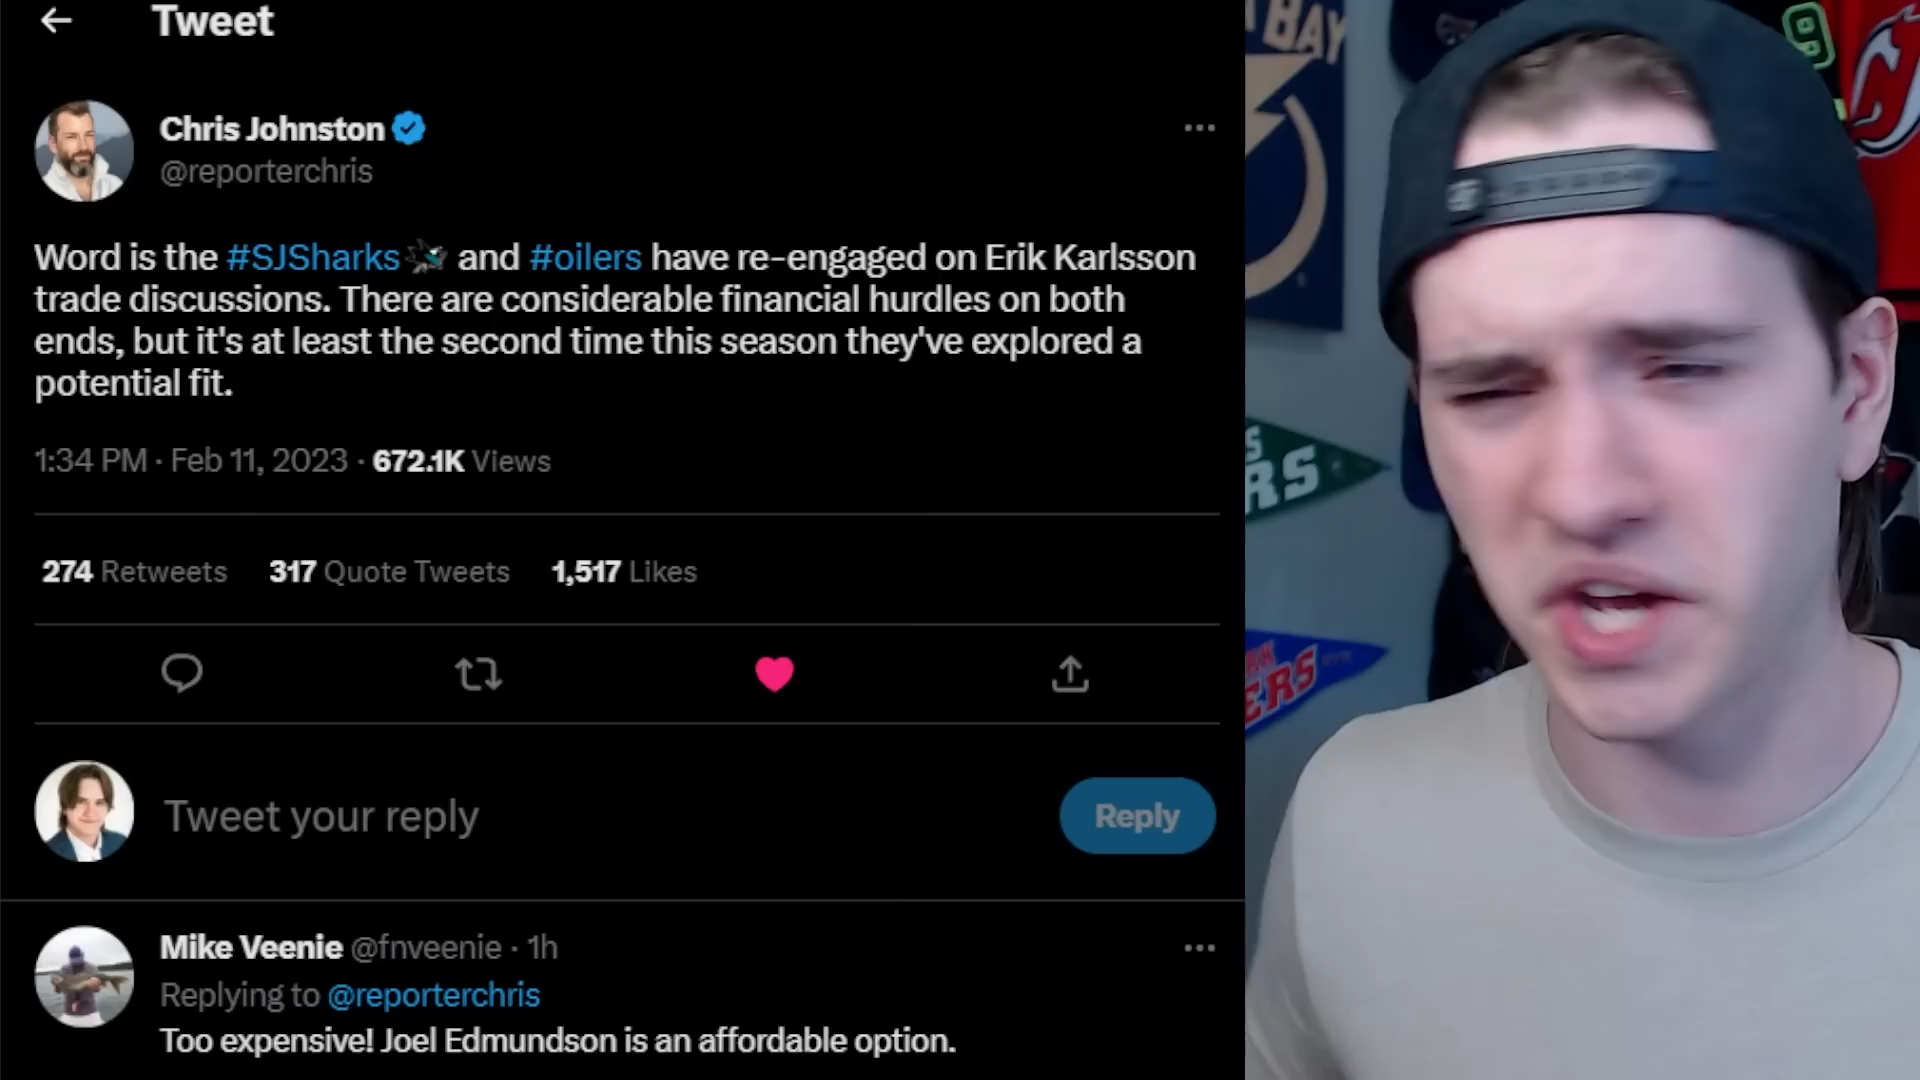 Tweet
Chris Johnston
@reporterchris
Word is the #SJSharks and #oilers have re-engaged on Erik Karlsson
trade discussions. There are considerable financial hurdles on both
ends, but it's at least the second time this season they've explored a
potential fit.
1:34 PM · Feb 11, 2023 · 672.1K Views
274 Retweets 317 Quote Tweets 1,517 Likes
Tweet your reply
Reply
Mike Veenie @fnveenie · 1h
Replying to @reporterchris
Too expensive! Joel Edmundson is an affordable option.
BAY
9
S
RS
ERS